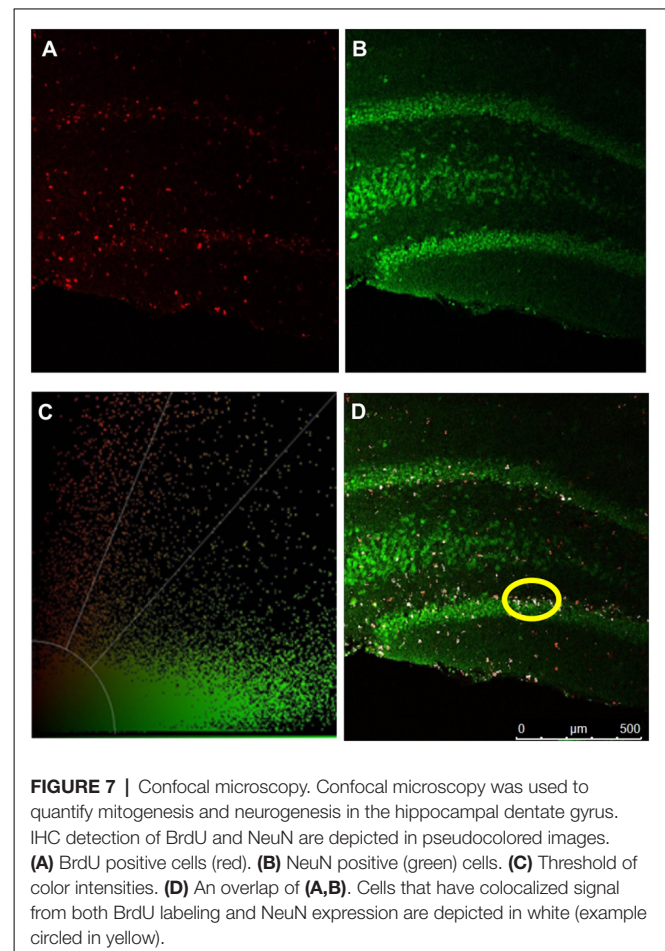 A
B
C
D
0 μm 500
FIGURE 7 | Confocal microscopy. Confocal microscopy was used to
quantify mitogenesis and neurogenesis in the hippocampal dentate gyrus.
IHC detection of BrdU and NeuN are depicted in pseudocolored images.
(A) BrdU positive cells (red). (B) NeuN positive (green) cells. (C) Threshold of
color intensities. (D) An overlap of (A,B). Cells that have colocalized signal
from both BrdU labeling and NeuN expression are depicted in white (example
circled in yellow).